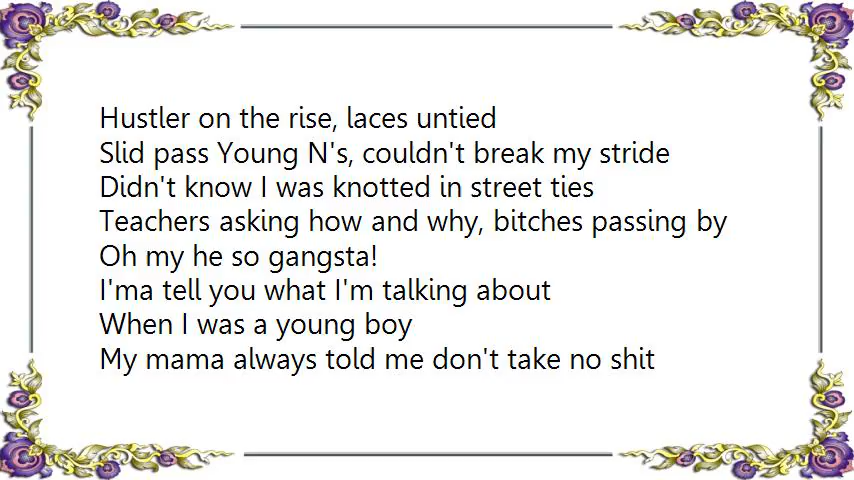 Hustler on the rise, laces untied
Slid pass Young N's, couldn't break my stride
Didn't know I was knotted in street ties
Teachers asking how and why, bitches passing by
Oh my he so gangsta!
I'ma tell you what I'm talking about
When I was a young boy
My mama always told me don't take no shit